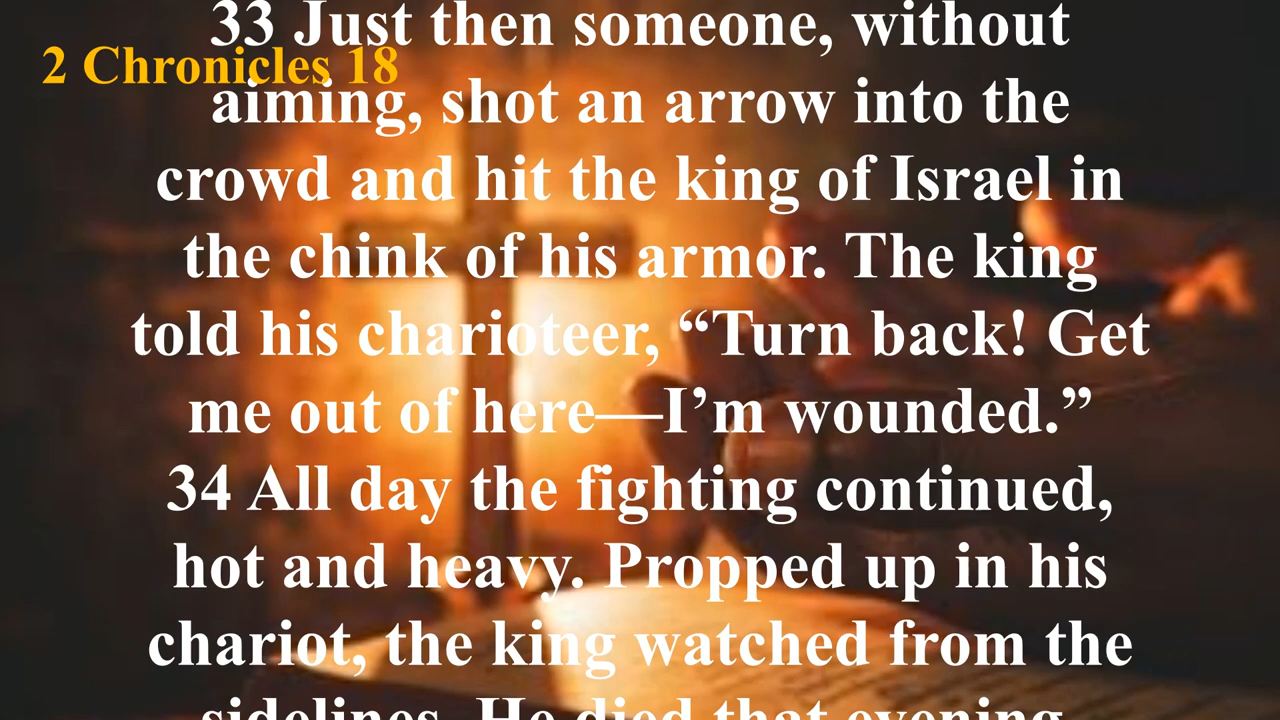 33 Just then someone, without
2 Chronicles 18
aiming, shot an arrow into the
crowd and hit the king of Israel in
the chink of his armor. The king
told his charioteer, “Turn back! Get
me out of here—I’m wounded.”
34 All day the fighting continued,
hot and heavy. Propped up in his
chariot, the king watched from the
sidelines. He died that evening.